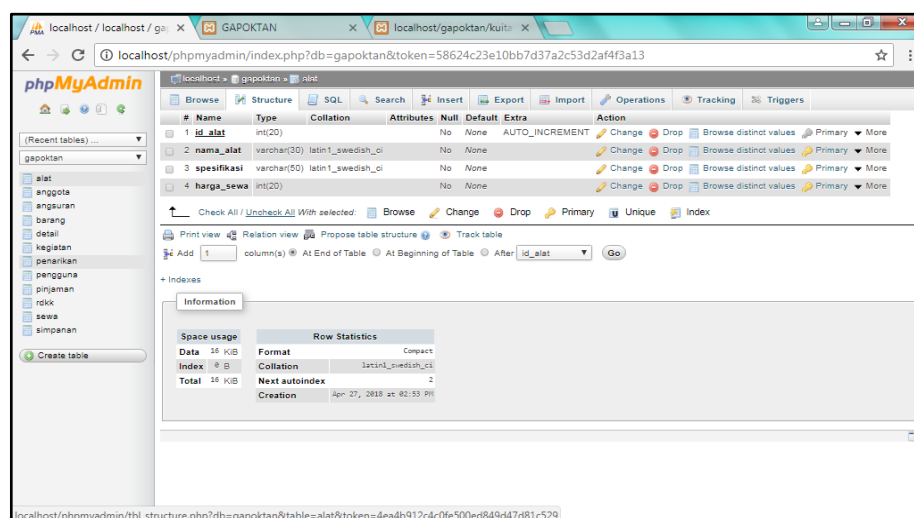 localhost / localhost / ga
GAPOKTAN
localhost/gapoktan/kuita
localhost/phpmyadmin/index.php?db=gapoktan&token=58624c23e10bb7d37a2c53d2af4f3a13
phpMyAdmin
(Recent tables) ...
gapoktan
alat
anggota
angsuran
barang
detail
kegiatan
penarikan
pengguna
pinjaman
rdkk
sewa
simpanan
Create table
localhost » gapoktan » alat
Browse Structure SQL Search Insert Export Import Operations Tracking Triggers
# Name Type Collation Attributes Null Default Extra Action
1 id_alat int(20) No None AUTO_INCREMENT Change Drop Browse distinct values Primary More
2 nama_alat varchar(30) latin1_swedish_ci No None Change Drop Browse distinct values Primary More
3 spesifikasi varchar(50) latin1_swedish_ci No None Change Drop Browse distinct values Primary More
4 harga_sewa int(20) No None Change Drop Browse distinct values Primary More
Check All / Uncheck All With selected: Browse Change Drop Primary Unique Index
Print view Relation view Propose table structure Track table
Add 1 column(s) At End of Table At Beginning of Table After id_alat Go
+ Indexes
Information
Space usage
Data 16 KiB
Index 0 B
Total 16 KiB
Row Statistics
Format Compact
Collation latin1_swedish_ci
Next autoindex 2
Creation Apr 27, 2018 at 02:53 PM
localhost/phpmyadmin/tbl_structure.php?db=gapoktan&table=alat&token=4ea4b912c4c0fe500ed849d47d81c529